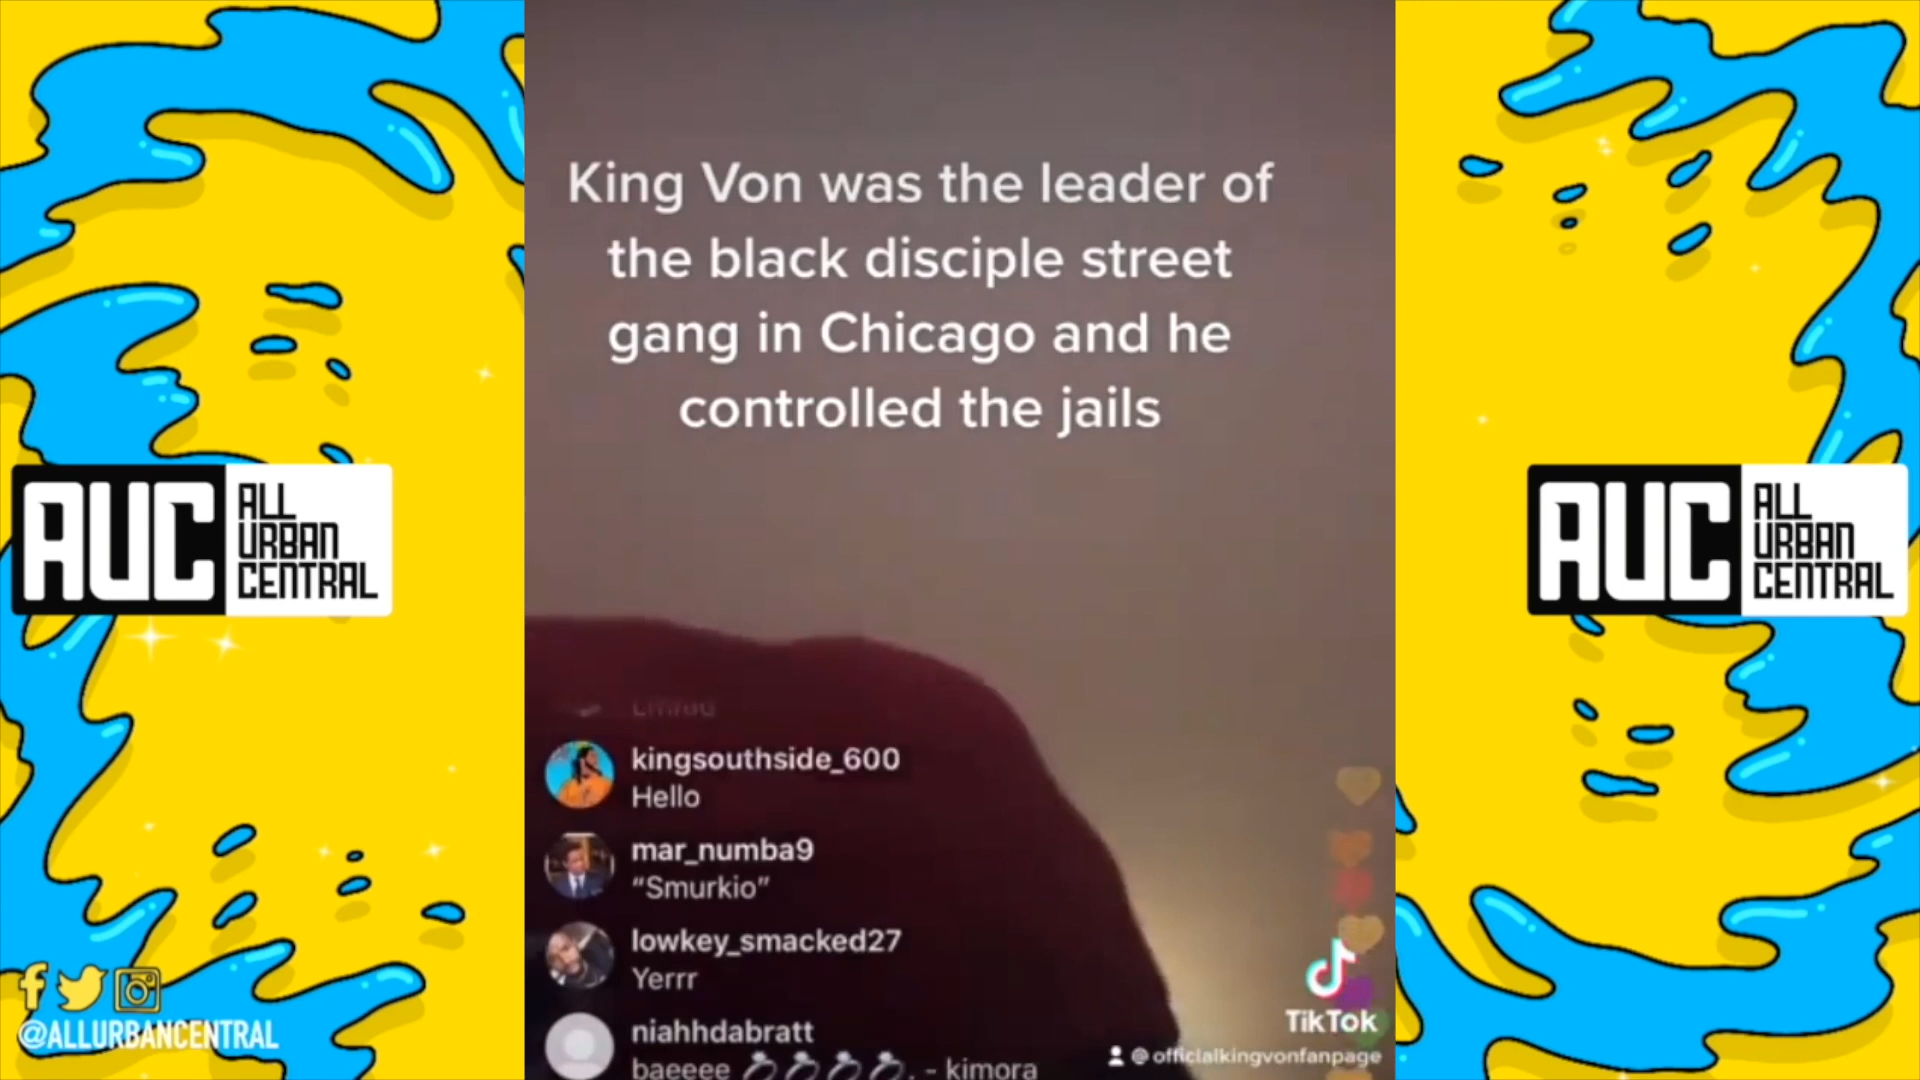 King Von was the leader of
the black disciple street
gang in Chicago and he
controlled the jails
AUC
ALL
URBAN
CENTRAL
AUC
ALL
URBAN
CENTRAL
kingsouthside_600
Hello
mar_numba9
“Smurkio”
lowkey_smacked27
Yerrr
niahhdabratt
baeeee 💍💍💍💍. - kimora
TikTok
@officialkingvonfanpage
@ALLURBANCENTRAL